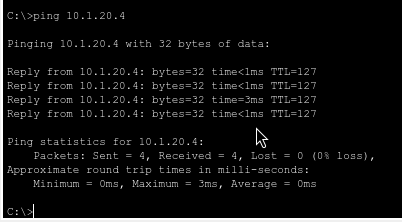 C:\>ping 10.1.20.4
Pinging 10.1.20.4 with 32 bytes of data:
Reply from 10.1.20.4: bytes=32 time<1ms TTL=127
Reply from 10.1.20.4: bytes=32 time<1ms TTL=127
Reply from 10.1.20.4: bytes=32 time=3ms TTL=127
Reply from 10.1.20.4: bytes=32 time<1ms TTL=127
Ping statistics for 10.1.20.4:
Packets: Sent = 4, Received = 4, Lost = 0 (0% loss),
Approximate round trip times in milli-seconds:
Minimum = 0ms, Maximum = 3ms, Average = 0ms
C:\>